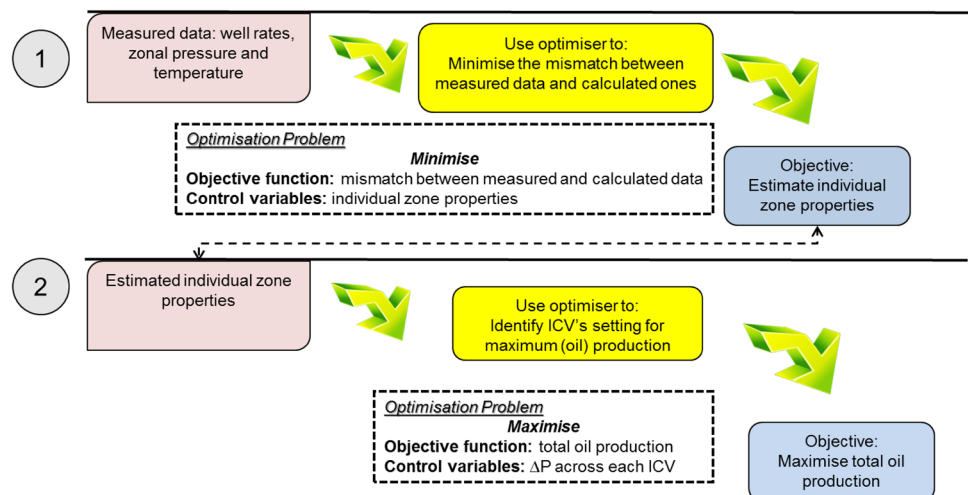 1
Measured data: well rates,
zonal pressure and
temperature
Use optimiser to:
Minimise the mismatch between
measured data and calculated ones
Optimisation Problem
Minimise
Objective function: mismatch between measured and calculated data
Control variables: individual zone properties
Objective:
Estimate individual
zone properties
2
Estimated individual zone
properties
Use optimiser to:
Identify ICV's setting for
maximum (oil) production
Optimisation Problem
Maximise
Objective function: total oil production
Control variables: ΔP across each ICV
Objective:
Maximise total oil
production